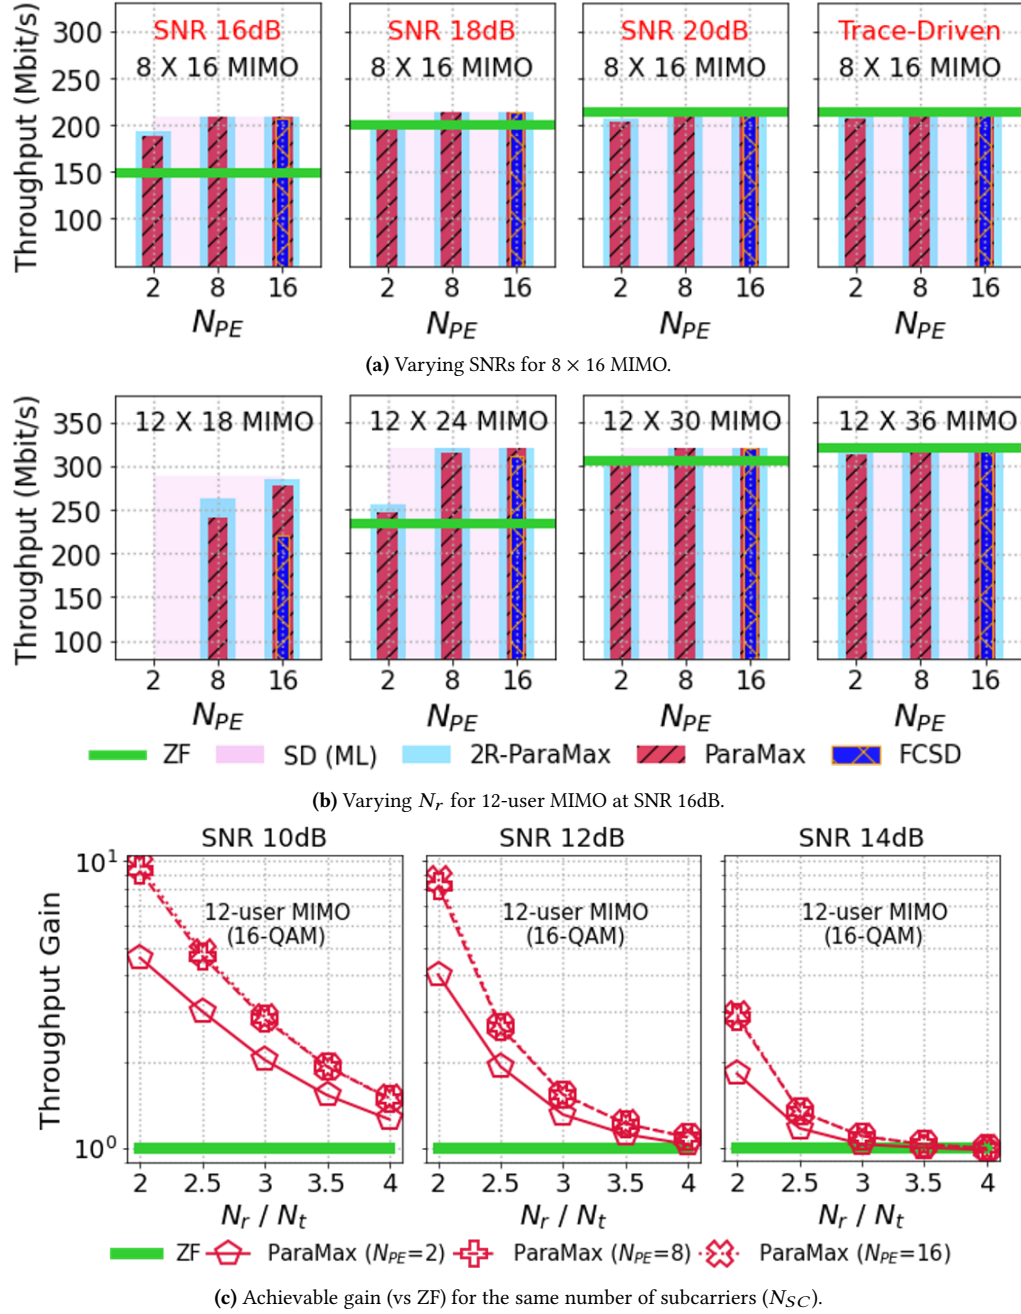 Throughput (Mbit/s)
300
250
200
150
100
SNR 16dB
8 X 16 MIMO
2 8 16
N_PE
SNR 18dB
8 X 16 MIMO
2 8 16
N_PE
SNR 20dB
8 X 16 MIMO
2 8 16
N_PE
Trace-Driven
8 X 16 MIMO
2 8 16
N_PE
(a) Varying SNRs for 8 × 16 MIMO.
Throughput (Mbit/s)
350
300
250
200
150
100
12 X 18 MIMO
2 8 16
N_PE
12 X 24 MIMO
2 8 16
N_PE
12 X 30 MIMO
2 8 16
N_PE
12 X 36 MIMO
2 8 16
N_PE
ZF SD (ML) 2R-ParaMax ParaMax FCSD
(b) Varying N_r for 12-user MIMO at SNR 16dB.
Throughput Gain
10^1
10^0
SNR 10dB
12-user MIMO
(16-QAM)
2 2.5 3 3.5 4
N_r / N_t
SNR 12dB
12-user MIMO
(16-QAM)
2 2.5 3 3.5 4
N_r / N_t
SNR 14dB
12-user MIMO
(16-QAM)
2 2.5 3 3.5 4
N_r / N_t
ZF ParaMax (N_PE=2) ParaMax (N_PE=8) ParaMax (N_PE=16)
(c) Achievable gain (vs ZF) for the same number of subcarriers (N_SC).